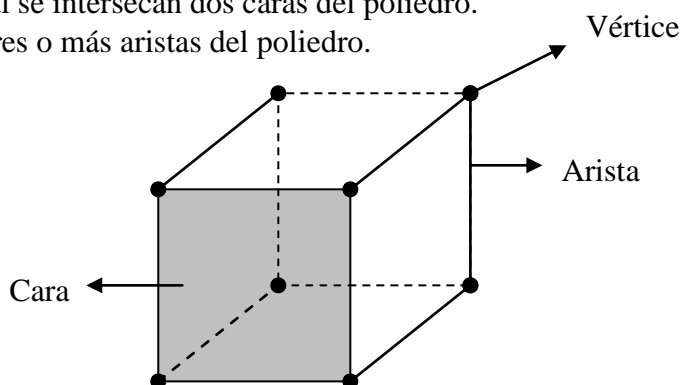 se intersecan dos caras del poliedro.
res o más aristas del poliedro.
Vértice
Arista
Cara